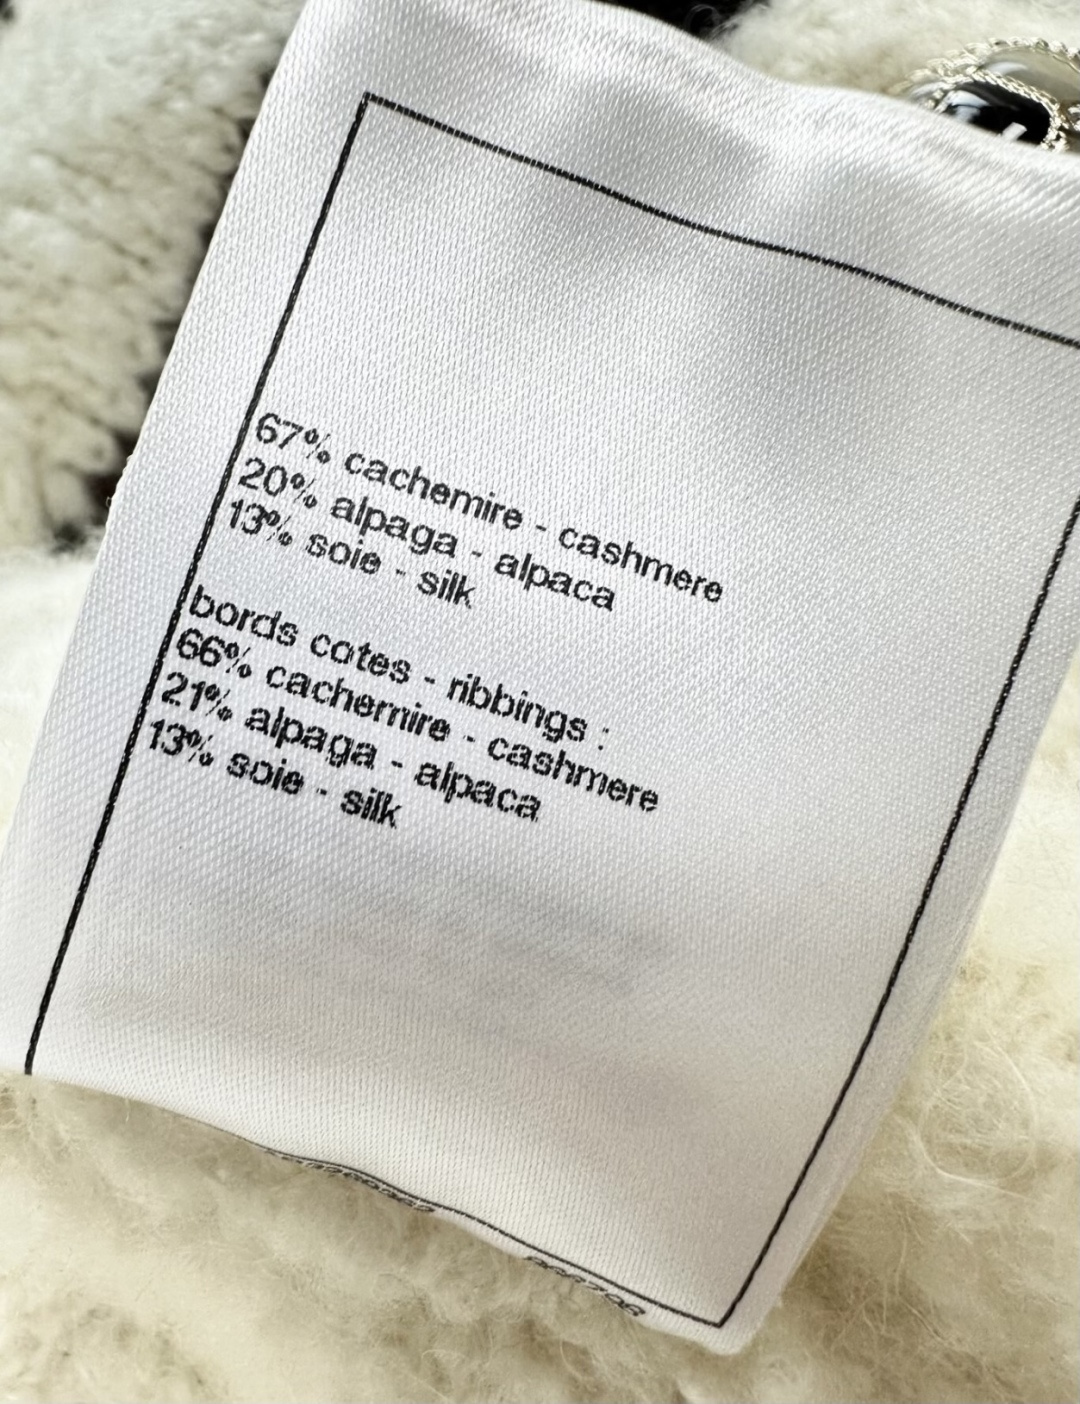 67% cachemire - cashmere
20% alpaga - alpaca
13% soie - silk
bords cotes - ribbings :
66% cachemire - cashmere
21% alpaga - alpaca
13% soie - silk